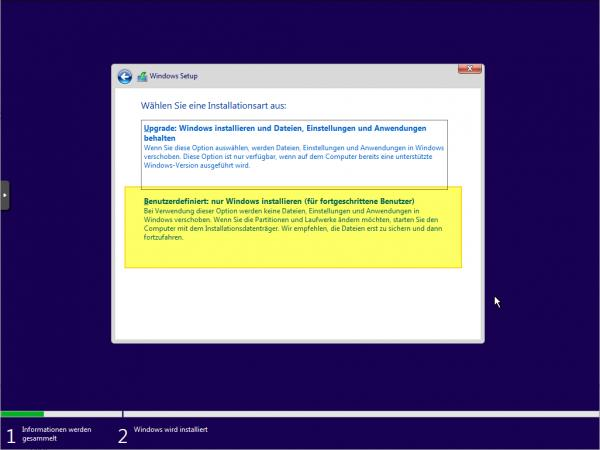 Windows Setup
Wählen Sie eine Installationsart aus:
Upgrade: Windows installieren und Dateien, Einstellungen und Anwendungen
behalten
Wenn Sie diese Option auswählen, werden Dateien, Einstellungen und Anwendungen in Windows
verschoben. Diese Option ist nur verfügbar, wenn auf dem Computer bereits eine unterstützte
Windows-Version ausgeführt wird.
Benutzerdefiniert: nur Windows installieren (für fortgeschrittene Benutzer)
Bei Verwendung dieser Option werden keine Dateien, Einstellungen und Anwendungen in
Windows verschoben. Wenn Sie die Partitionen und Laufwerke ändern möchten, starten Sie den
Computer mit dem Installationsdatenträger. Wir empfehlen, die Dateien erst zu sichern und dann
fortzufahren.
1 Informationen werden
gesammelt
2 Windows wird installiert